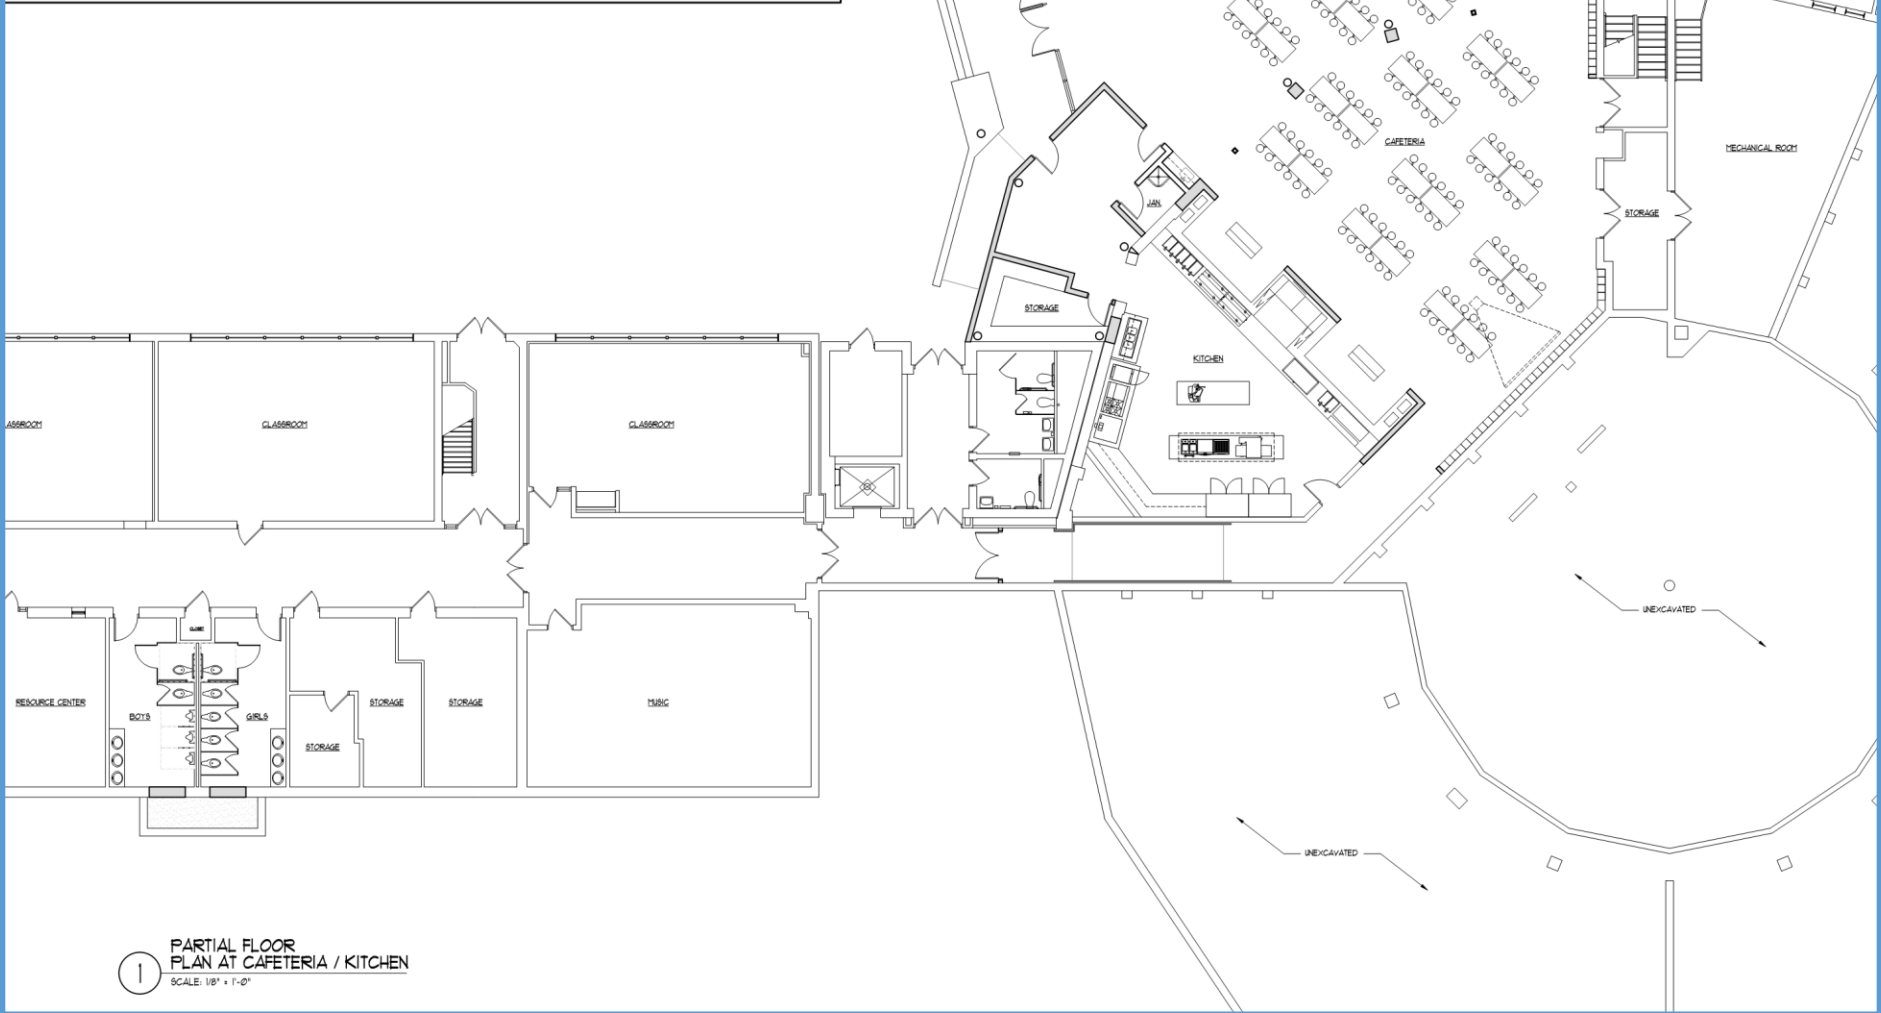 CAFETERIA
MECHANICAL ROOM
JAN.
STORAGE
STORAGE
KITCHEN
LASSROOM
CLASSROOM
CLASSROOM
UNEXCAVATED
CLOSET
RESOURCE CENTER
BOYS
GIRLS
STORAGE
STORAGE
STORAGE
MUSIC
UNEXCAVATED
1
PARTIAL FLOOR
PLAN AT CAFETERIA / KITCHEN
SCALE: 1/8" = 1'-0"